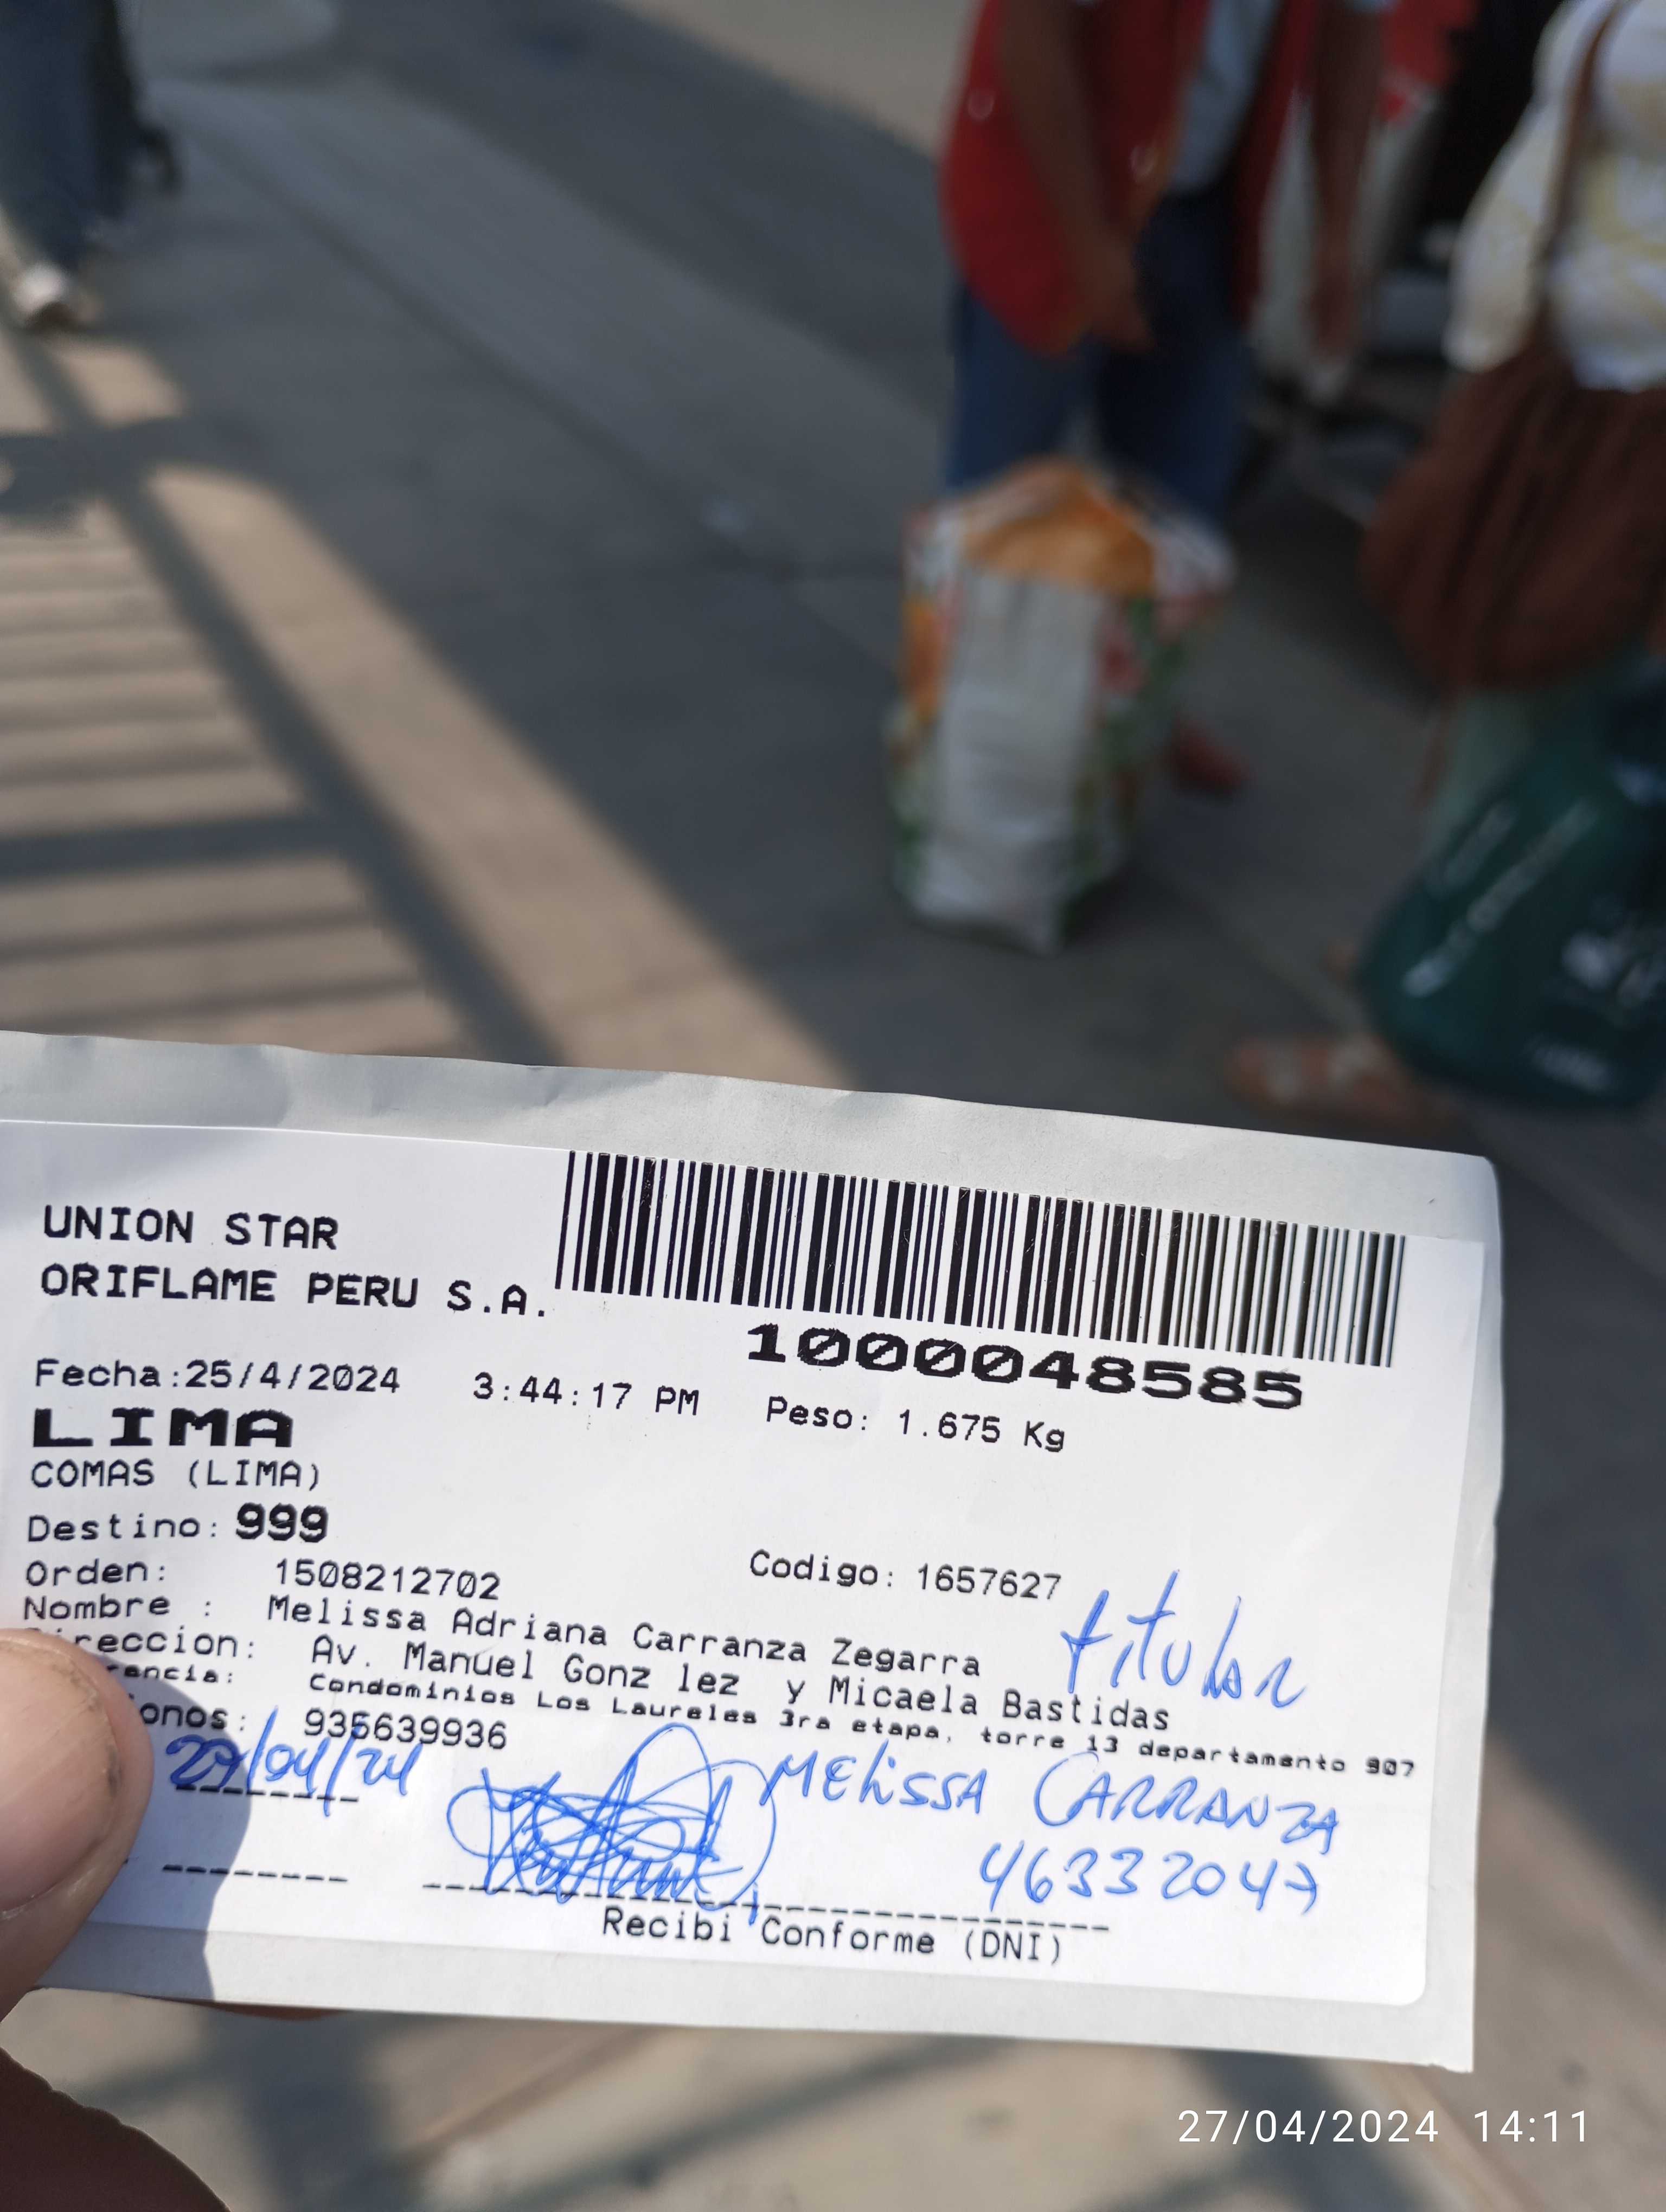 UNION STAR
ORIFLAME PERU S.A.
1000048585
Fecha:25/4/2024 3:44:17 PM Peso: 1.675 Kg
LIMA
COMAS (LIMA)
Destino: 999
Orden: 1508212702 Codigo: 1657627
Nombre : Melissa Adriana Carranza Zegarra
titular
ireccion: Av. Manuel Gonz lez y Micaela Bastidas
encia: Condominios Los Laureles 3ra etapa, torre 13 departamento 907
onos: 935639936
27/04/24
MELISSA CARRANZA
46332047
Recibi Conforme (DNI)
27/04/2024 14:11